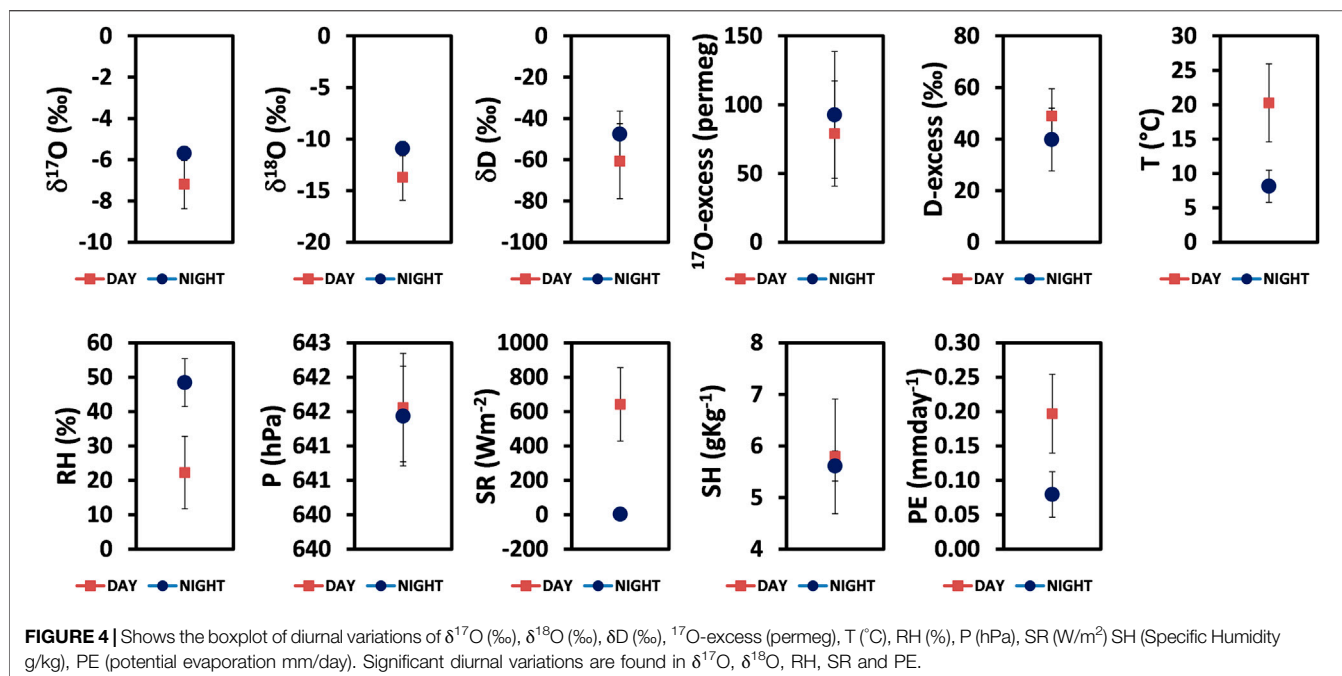 δ¹⁷O (‰)
0
-2
-4
-6
-8
-10
DAY NIGHT
δ¹⁸O (‰)
0
-5
-10
-15
-20
DAY NIGHT
δD (‰)
0
-20
-40
-60
-80
-100
DAY NIGHT
¹⁷O-excess (permeg)
150
100
50
0
DAY NIGHT
D-excess (‰)
80
60
40
20
0
DAY NIGHT
T (°C)
30
25
20
15
10
5
0
DAY NIGHT
RH (%)
60
50
40
30
20
10
0
DAY NIGHT
P (hPa)
643
642
642
641
641
640
640
DAY NIGHT
SR (Wm⁻²)
1000
800
600
400
200
0
-200
DAY NIGHT
SH (gKg⁻¹)
8
7
6
5
4
DAY NIGHT
PE (mmday⁻¹)
0.30
0.25
0.20
0.15
0.10
0.05
0.00
DAY NIGHT
FIGURE 4 | Shows the boxplot of diurnal variations of δ¹⁷O (‰), δ¹⁸O (‰), δD (‰), ¹⁷O-excess (permeg), T (°C), RH (%), P (hPa), SR (W/m²) SH (Specific Humidity
g/kg), PE (potential evaporation mm/day). Significant diurnal variations are found in δ¹⁷O, δ¹⁸O, RH, SR and PE.